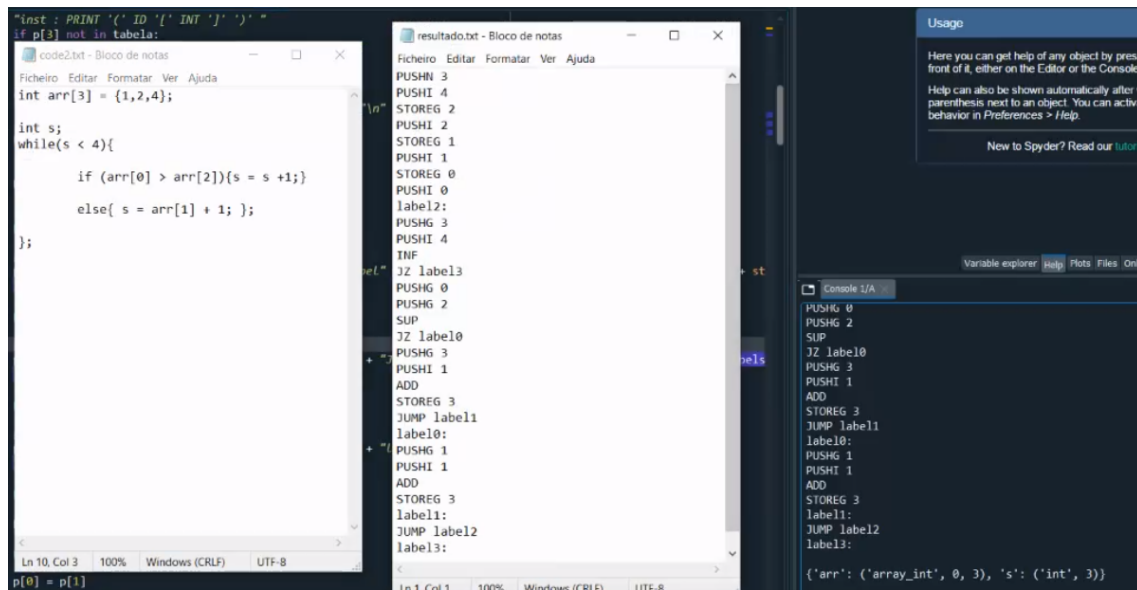 "inst : PRINT '(' ID '[' INT ']' ')' "
if p[3] not in tabela:
code2.txt - Bloco de notas
Ficheiro Editar Formatar Ver Ajuda
int arr[3] = {1,2,4};
int s;
while(s < 4){
if (arr[0] > arr[2]){s = s +1;}
else{ s = arr[1] + 1; };
};
Ln 10, Col 3 100% Windows (CRLF) UTF-8
p[0] = p[1]
"\n"
+ st
resultado.txt - Bloco de notas
Ficheiro Editar Formatar Ver Ajuda
PUSHN 3
PUSHI 4
STOREG 2
PUSHI 2
STOREG 1
PUSHI 1
STOREG 0
PUSHI 0
label2:
PUSHG 3
PUSHI 4
INF
JZ label3
PUSHG 0
PUSHG 2
SUP
JZ label0
PUSHG 3
PUSHI 1
ADD
STOREG 3
JUMP label1
label0:
PUSHG 1
PUSHI 1
ADD
STOREG 3
label1:
JUMP label2
label3:
Ln 1, Col 1 100% Windows (CRLF) UTF-8
Usage
Here you can get help of any object by pres
front of it, either on the Editor or the Console
Help can also be shown automatically after
parenthesis next to an object. You can activ
behavior in Preferences > Help.
New to Spyder? Read our tutor
Variable explorer Help Plots Files On
Console 1/A
PUSHG 0
PUSHG 2
SUP
JZ label0
PUSHG 3
PUSHI 1
ADD
STOREG 3
JUMP label1
label0:
PUSHG 1
PUSHI 1
ADD
STOREG 3
label1:
JUMP label2
label3:
{'arr': ('array_int', 0, 3), 's': ('int', 3)}